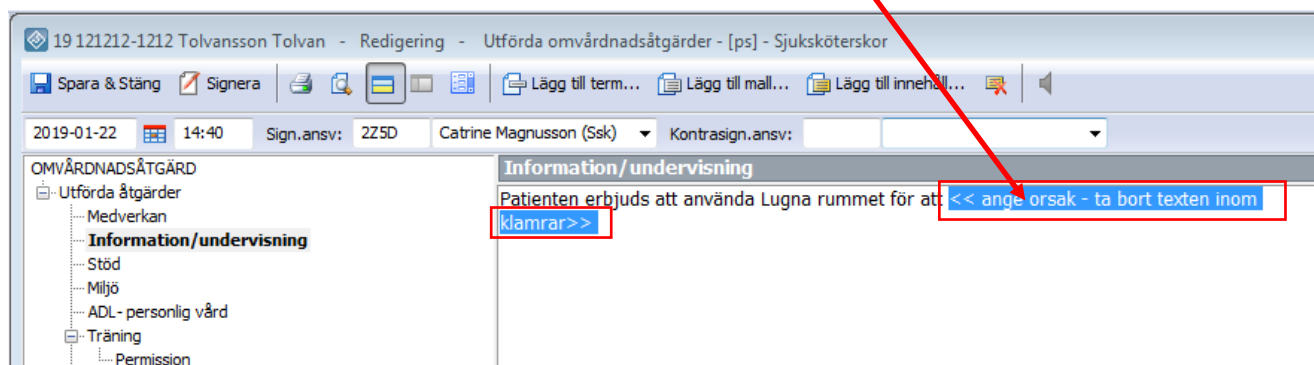 19 121212-1212 Tolvansson Tolvan - Redigering - Utförda omvårdnadsåtgärder - [ps] - Sjuksköterskor
Spara & Stäng Signera Lägg till term... Lägg till mall... Lägg till innehåll...
2019-01-22 14:40 Sign.ansv: 2Z5D Catrine Magnusson (Ssk) Kontrasign.ansv:
OMVÅRDNADSÅTGÄRD
Utförda åtgärder
Medverkan
Information/undervisning
Stöd
Miljö
ADL- personlig vård
Träning
Permission
Information/undervisning
Patienten erbjuds att använda Lugna rummet för att << ange orsak - ta bort texten inom
klamrar>>